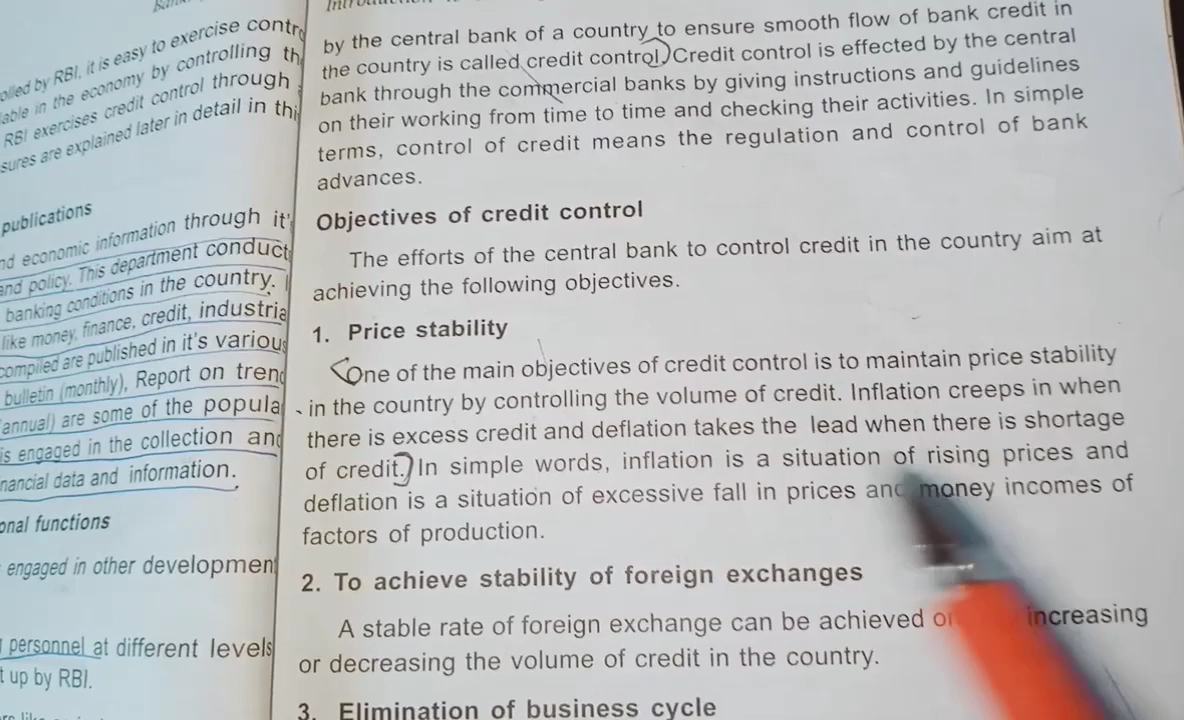 olled by RBI, it is easy to exercise
able in the economy by controlling
RBI exercises credit control through
sures are explained later in detail in
publications
economic information through it'
and policy. This department conduct
banking conditions in the country.
like money, finance, credit, industria
compiled are published in it's variou
bulletin (monthly), Report on tren
annual) are some of the popula
is engaged in the collection an
nancial data and information.
onal functions
engaged in other developmen
personnel at different levels
up by RBI.
by the central bank of a country to ensure smooth flow of bank credit in
the country is called credit control. Credit control is effected by the central
bank through the commercial banks by giving instructions and guidelines
on their working from time to time and checking their activities. In simple
terms, control of credit means the regulation and control of bank
advances.
Objectives of credit control
The efforts of the central bank to control credit in the country aim at
achieving the following objectives.
1. Price stability
One of the main objectives of credit control is to maintain price stability
in the country by controlling the volume of credit. Inflation creeps in when
there is excess credit and deflation takes the lead when there is shortage
of credit. In simple words, inflation is a situation of rising prices and
deflation is a situation of excessive fall in prices and money incomes of
factors of production.
2. To achieve stability of foreign exchanges
A stable rate of foreign exchange can be achieved increasing
or decreasing the volume of credit in the country.
3. Elimination of business cycle